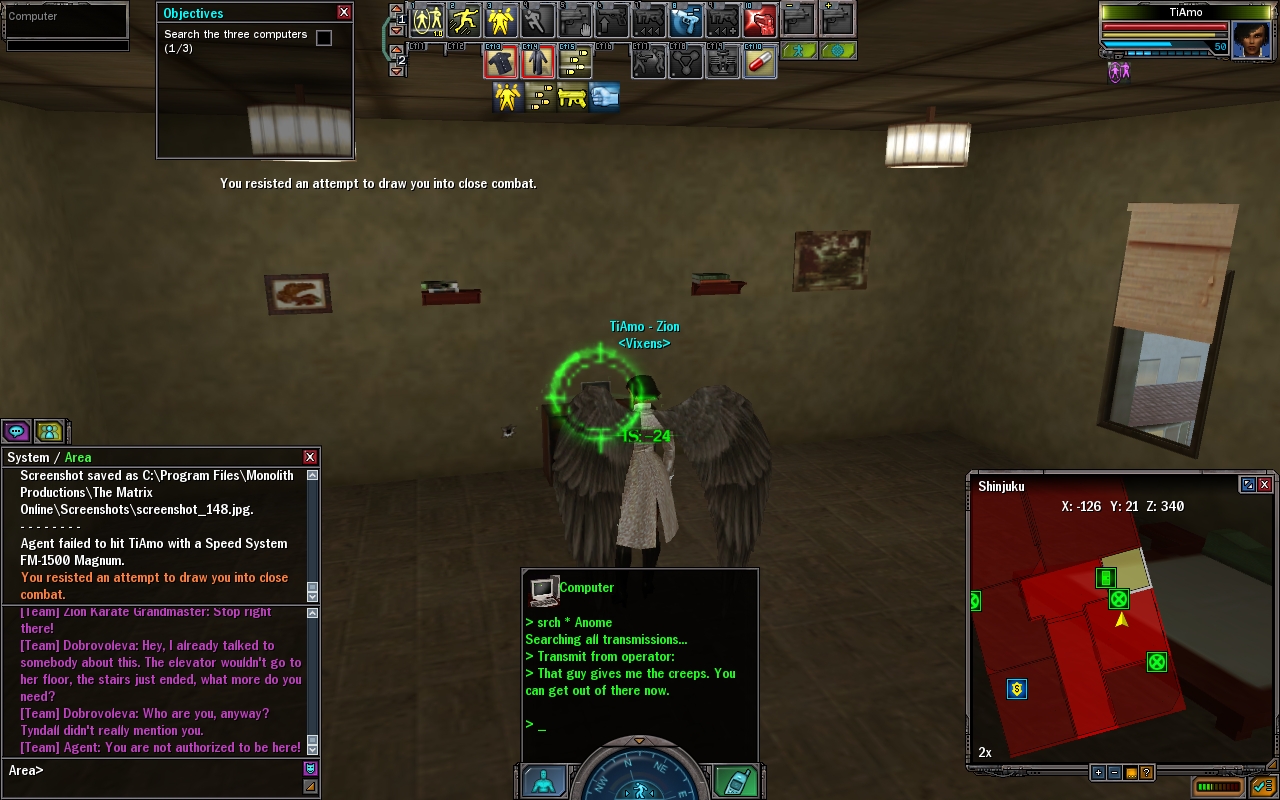 Computer
Objectives
Search the three computers
(1/3)
1
2
TiAmo
50
You resisted an attempt to draw you into close combat.
TiAmo - Zion
<Vixens>
IS: -24
System / Area
Screenshot saved as C:\Program Files\Monolith
Productions\The Matrix
Online\Screenshots\screenshot_148.jpg.
- - - - - - - -
Agent failed to hit TiAmo with a Speed System
FM-1500 Magnum.
You resisted an attempt to draw you into close
combat.
[Team] Zion Karate Grandmaster: Stop right
there!
[Team] Dobrovoleva: Hey, I already talked to
somebody about this. The elevator wouldn't go to
her floor, the stairs just ended, what more do you
need?
[Team] Dobrovoleva: Who are you, anyway?
Tyndall didn't really mention you.
[Team] Agent: You are not authorized to be here!
Area>
Computer
> srch * Anome
Searching all transmissions...
> Transmit from operator:
> That guy gives me the creeps. You
can get out of there now.
> _
NW N NE E
Shinjuku
X: -126 Y: 21 Z: 340
2x